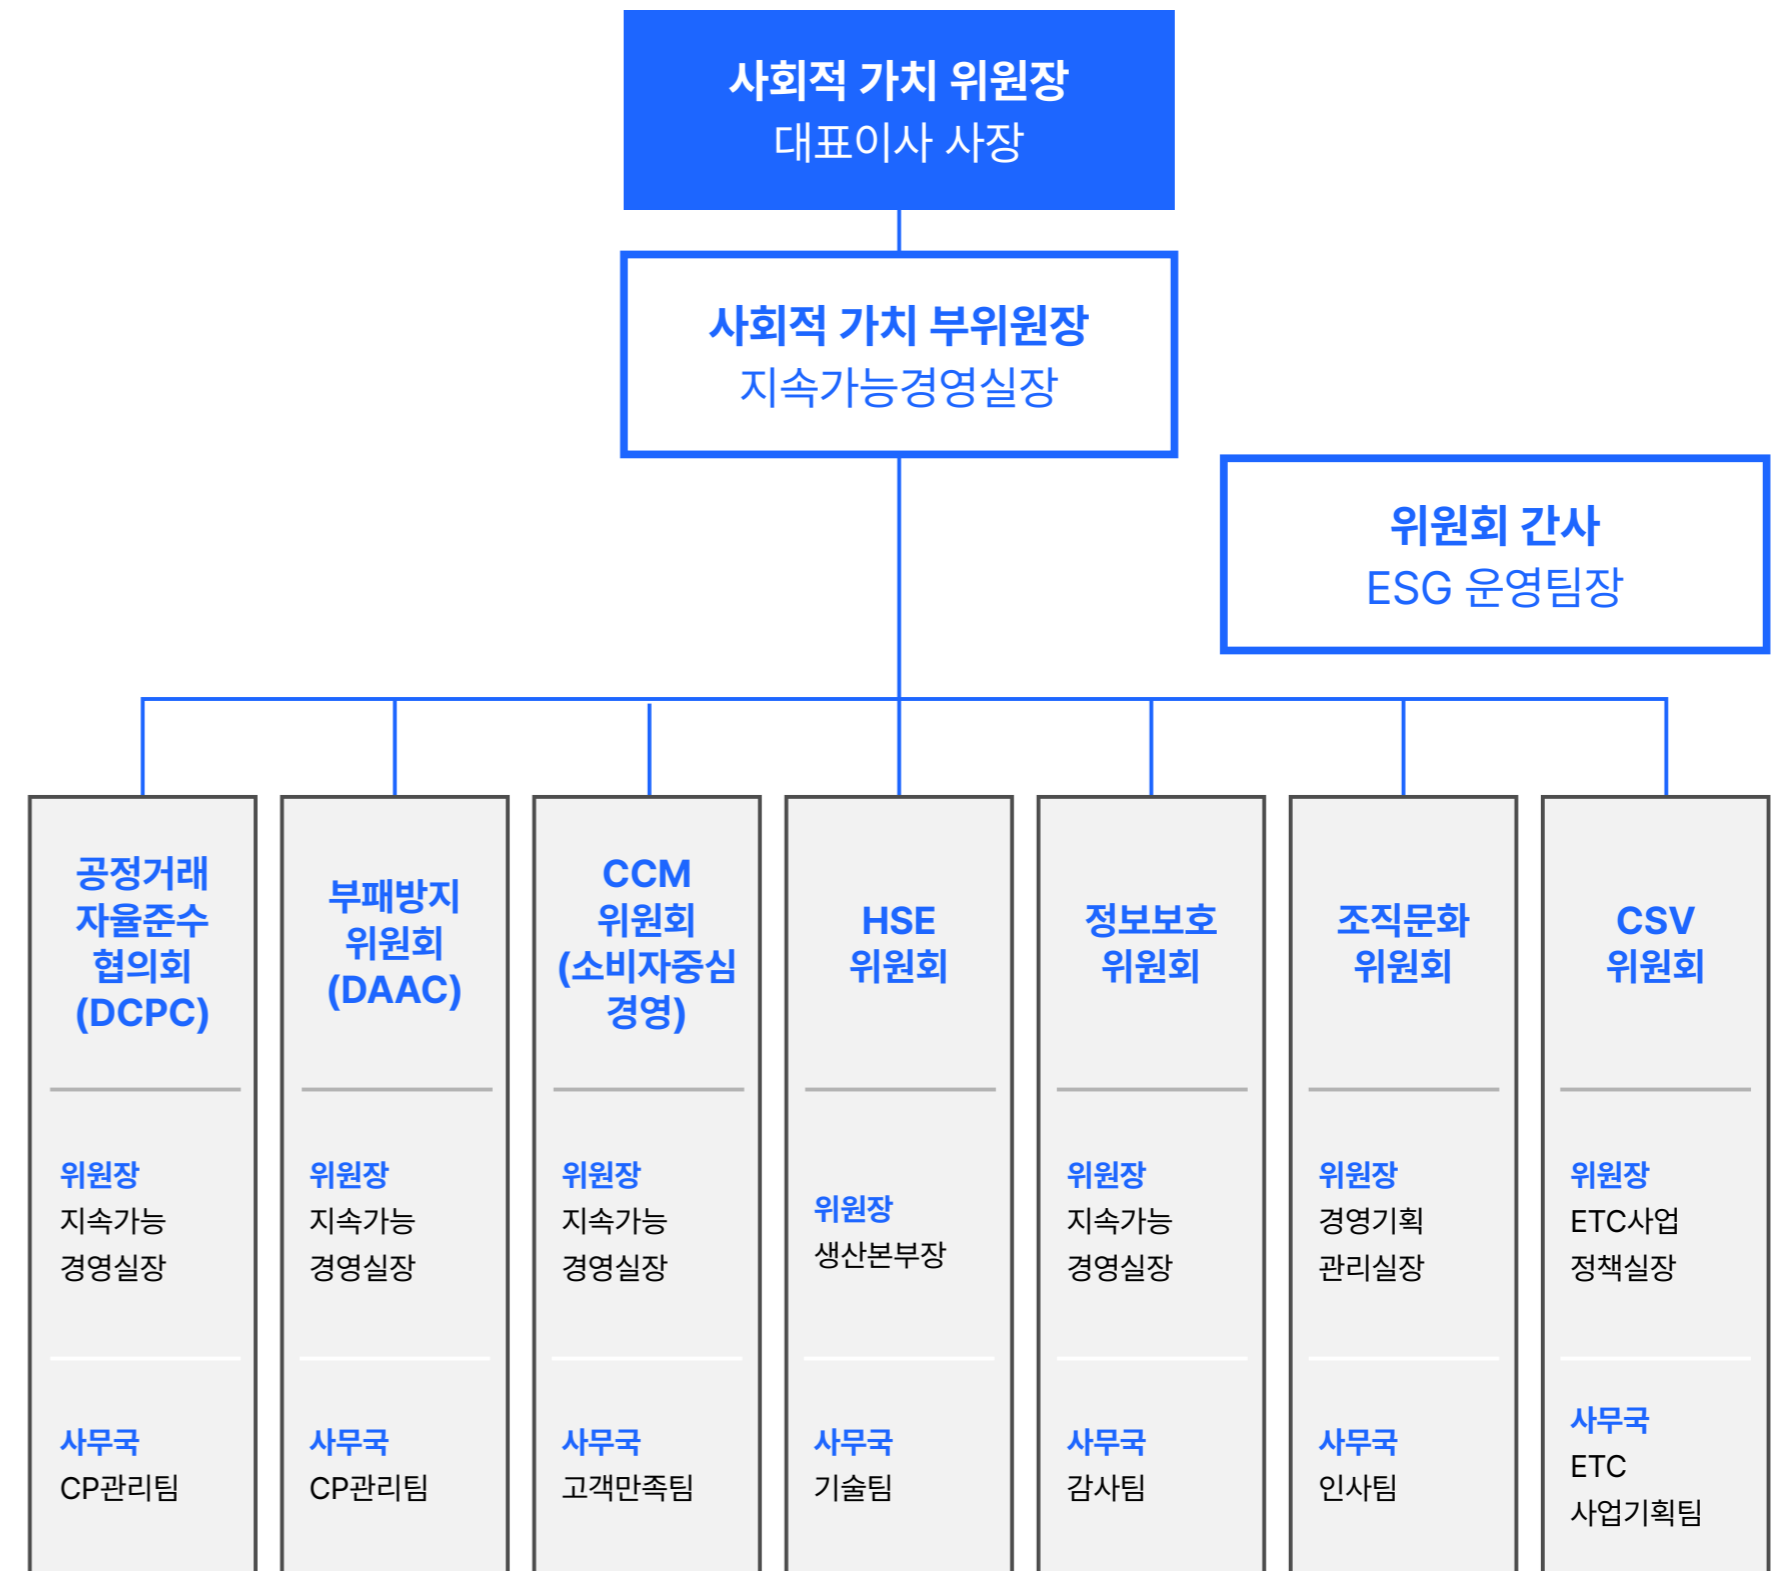 사회적 가치 위원장
대표이사 사장
사회적 가치 부위원장
지속가능경영실장
위원회 간사
ESG 운영팀장
공정거래
자율준수
협의회
(DCPC)
위원장
지속가능
경영실장
사무국
CP관리팀
부패방지
위원회
(DAAC)
위원장
지속가능
경영실장
사무국
CP관리팀
CCM
위원회
(소비자중심
경영)
위원장
지속가능
경영실장
사무국
고객만족팀
HSE
위원회
위원장
생산본부장
사무국
기술팀
정보보호
위원회
위원장
지속가능
경영실장
사무국
감사팀
조직문화
위원회
위원장
경영기획
관리실장
사무국
인사팀
CSV
위원회
위원장
ETC사업
정책실장
사무국
ETC
사업기획팀